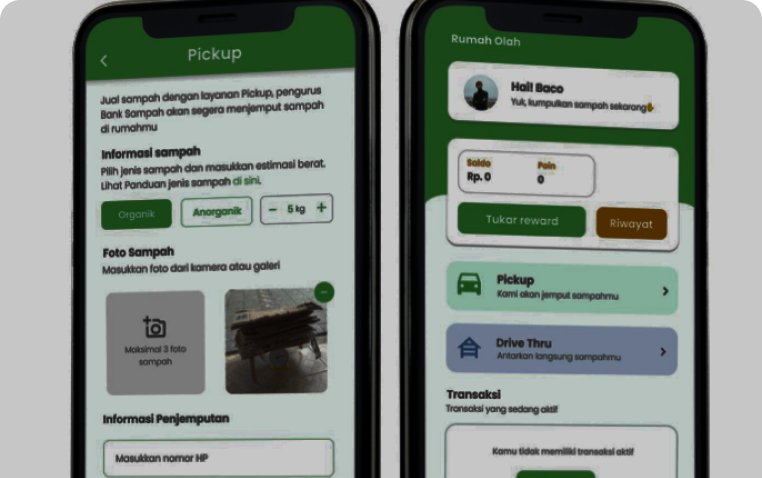 Pickup
Jual sampah dengan layanan Pickup, pengurus
Bank Sampah akan segera menjemput sampah
di rumahmu
Informasi sampah
Pilih jenis sampah dan masukkan estimasi berat.
Lihat Panduan jenis sampah di sini.
Organik
Anorganik
− 5 kg +
Foto Sampah
Masukkan foto dari kamera atau galeri
Maksimal 3 foto
sampah
Informasi Penjemputan
Masukkan nomor HP
Rumah Olah
Hai! Baco
Yuk, kumpulkan sampah sekarang👋
Saldo
Poin
Rp. 0
0
Tukar reward
Riwayat
Pickup
Kami akan jemput sampahmu
Drive Thru
Antarkan langsung sampahmu
Transaksi
Transaksi yang sedang aktif
Kamu tidak memiliki transaksi aktif